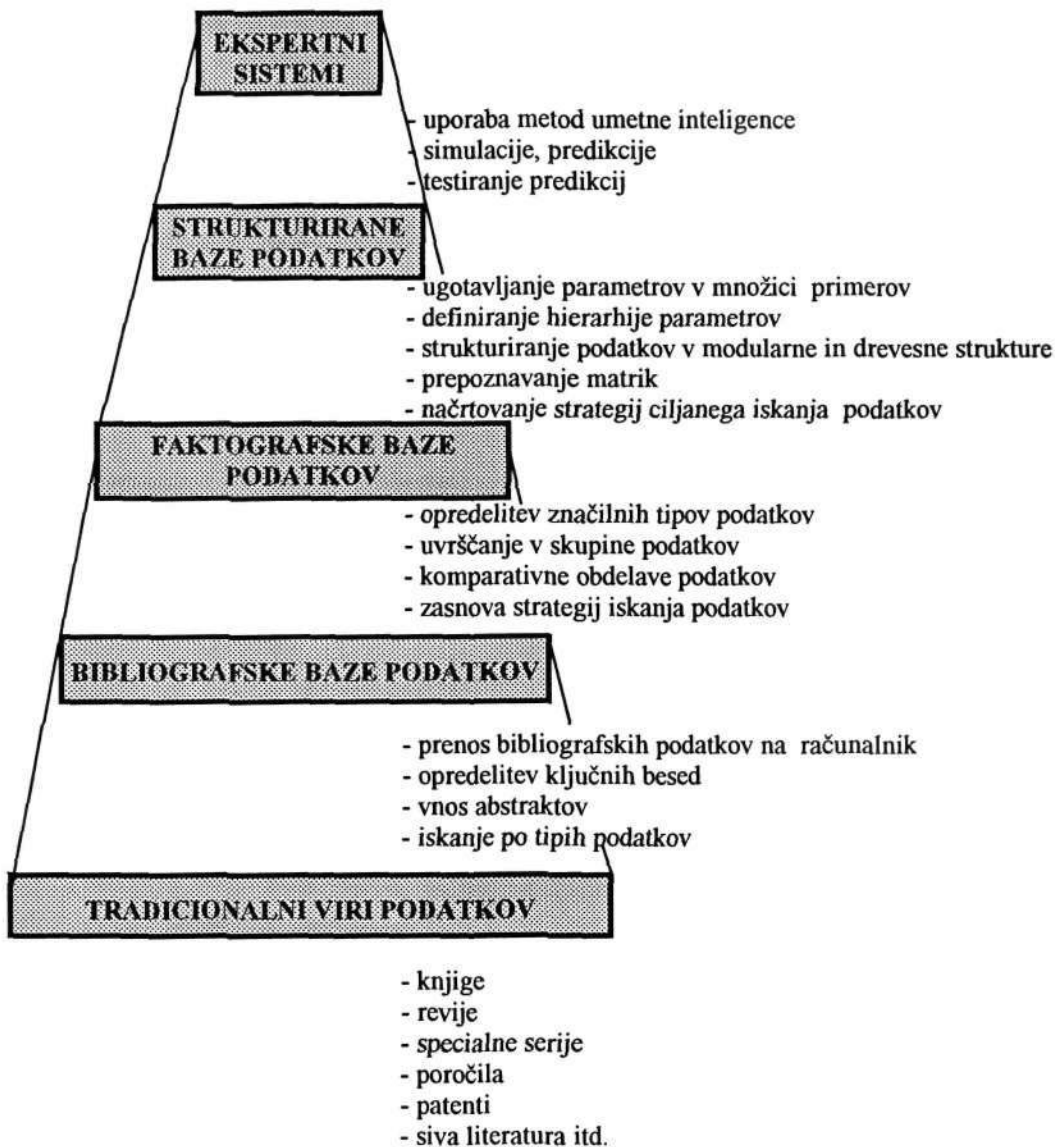 EKSPERTNI
SISTEMI
- uporaba metod umetne inteligence
- simulacije, predikcije
- testiranje predikcij
STRUKTURIRANE
BAZE PODATKOV
- ugotavljanje parametrov v množici primerov
- definiranje hierarhije parametrov
- strukturiranje podatkov v modularne in drevesne strukture
- prepoznavanje matrik
- načrtovanje strategij ciljanega iskanja podatkov
FAKTOGRAFSKE BAZE
PODATKOV
- opredelitev značilnih tipov podatkov
- uvrščanje v skupine podatkov
- komparativne obdelave podatkov
- zasnova strategij iskanja podatkov
BIBLIOGRAFSKE BAZE PODATKOV
- prenos bibliografskih podatkov na računalnik
- opredelitev ključnih besed
- vnos abstraktov
- iskanje po tipih podatkov
TRADICIONALNI VIRI PODATKOV
- knjige
- revije
- specialne serije
- poročila
- patenti
- siva literatura itd.